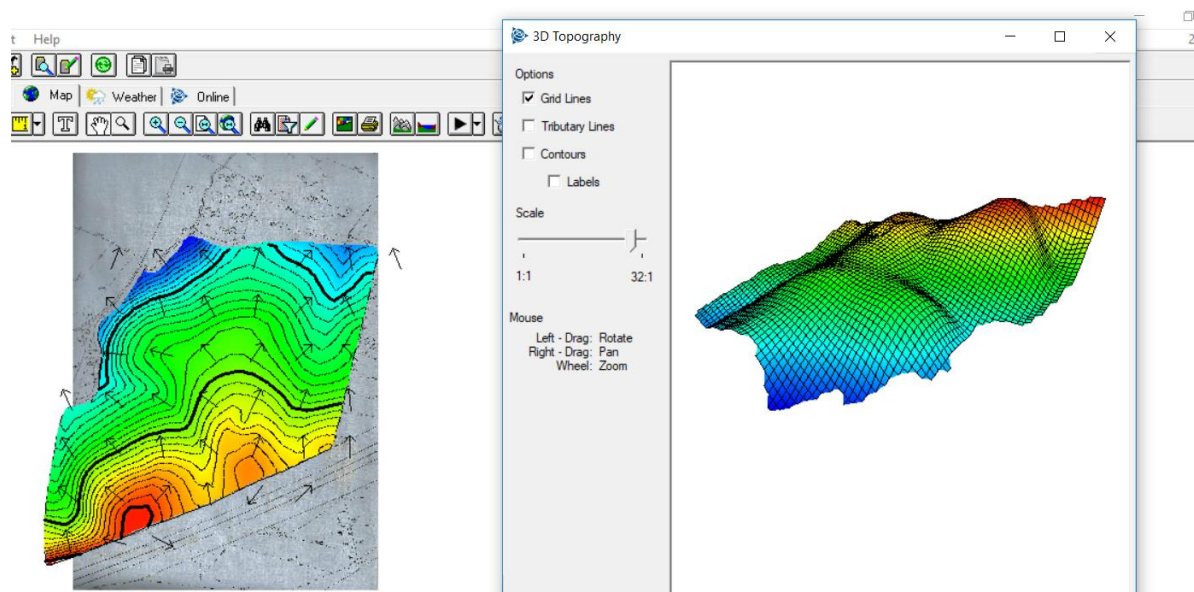 t Help
Map Weather Online
T
3D Topography
Options
Grid Lines
Tributary Lines
Contours
Labels
Scale
1:1 32:1
Mouse
Left - Drag: Rotate
Right - Drag: Pan
Wheel: Zoom
2